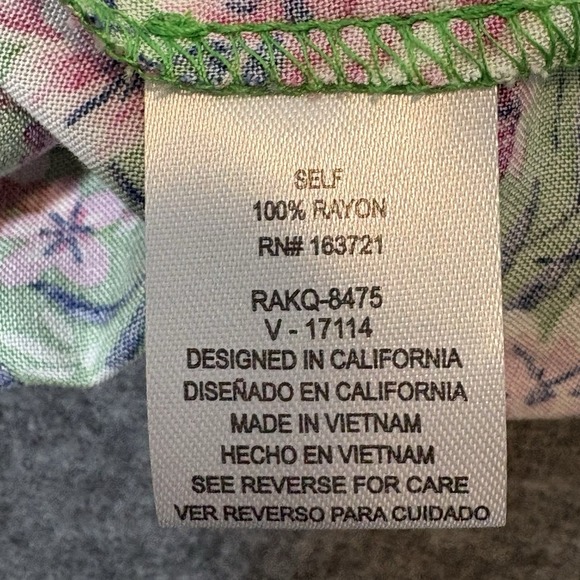 SELF
100% RAYON
RN# 163721
RAKQ-8475
V - 17114
DESIGNED IN CALIFORNIA
DISEÑADO EN CALIFORNIA
MADE IN VIETNAM
HECHO EN VIETNAM
SEE REVERSE FOR CARE
VER REVERSO PARA CUIDADO